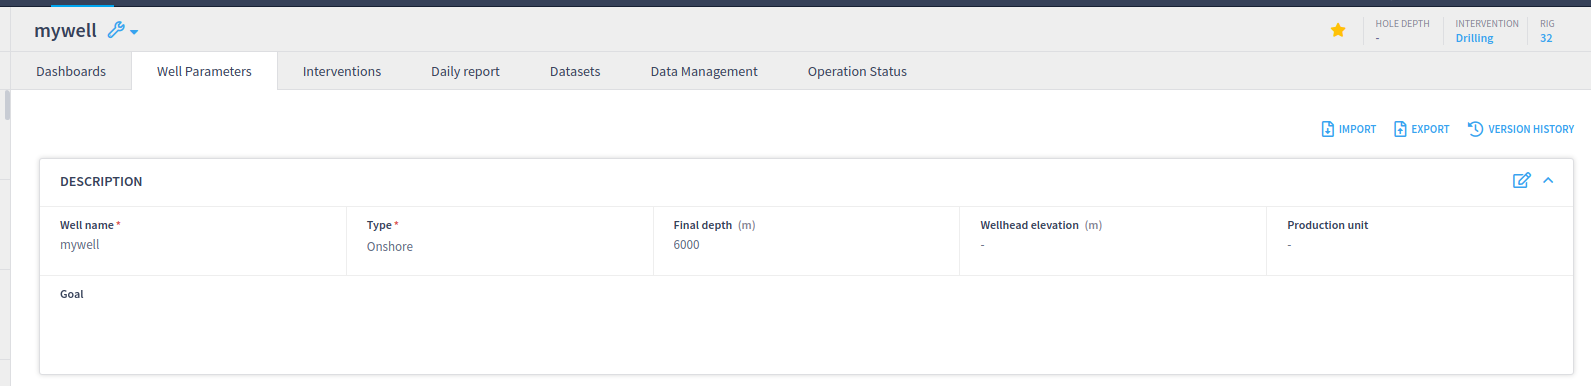 mywell
HOLE DEPTH
-
INTERVENTION
Drilling
RIG
32
Dashboards
Well Parameters
Interventions
Daily report
Datasets
Data Management
Operation Status
IMPORT
EXPORT
VERSION HISTORY
DESCRIPTION
Well name *
mywell
Type *
Onshore
Final depth (m)
6000
Wellhead elevation (m)
-
Production unit
-
Goal